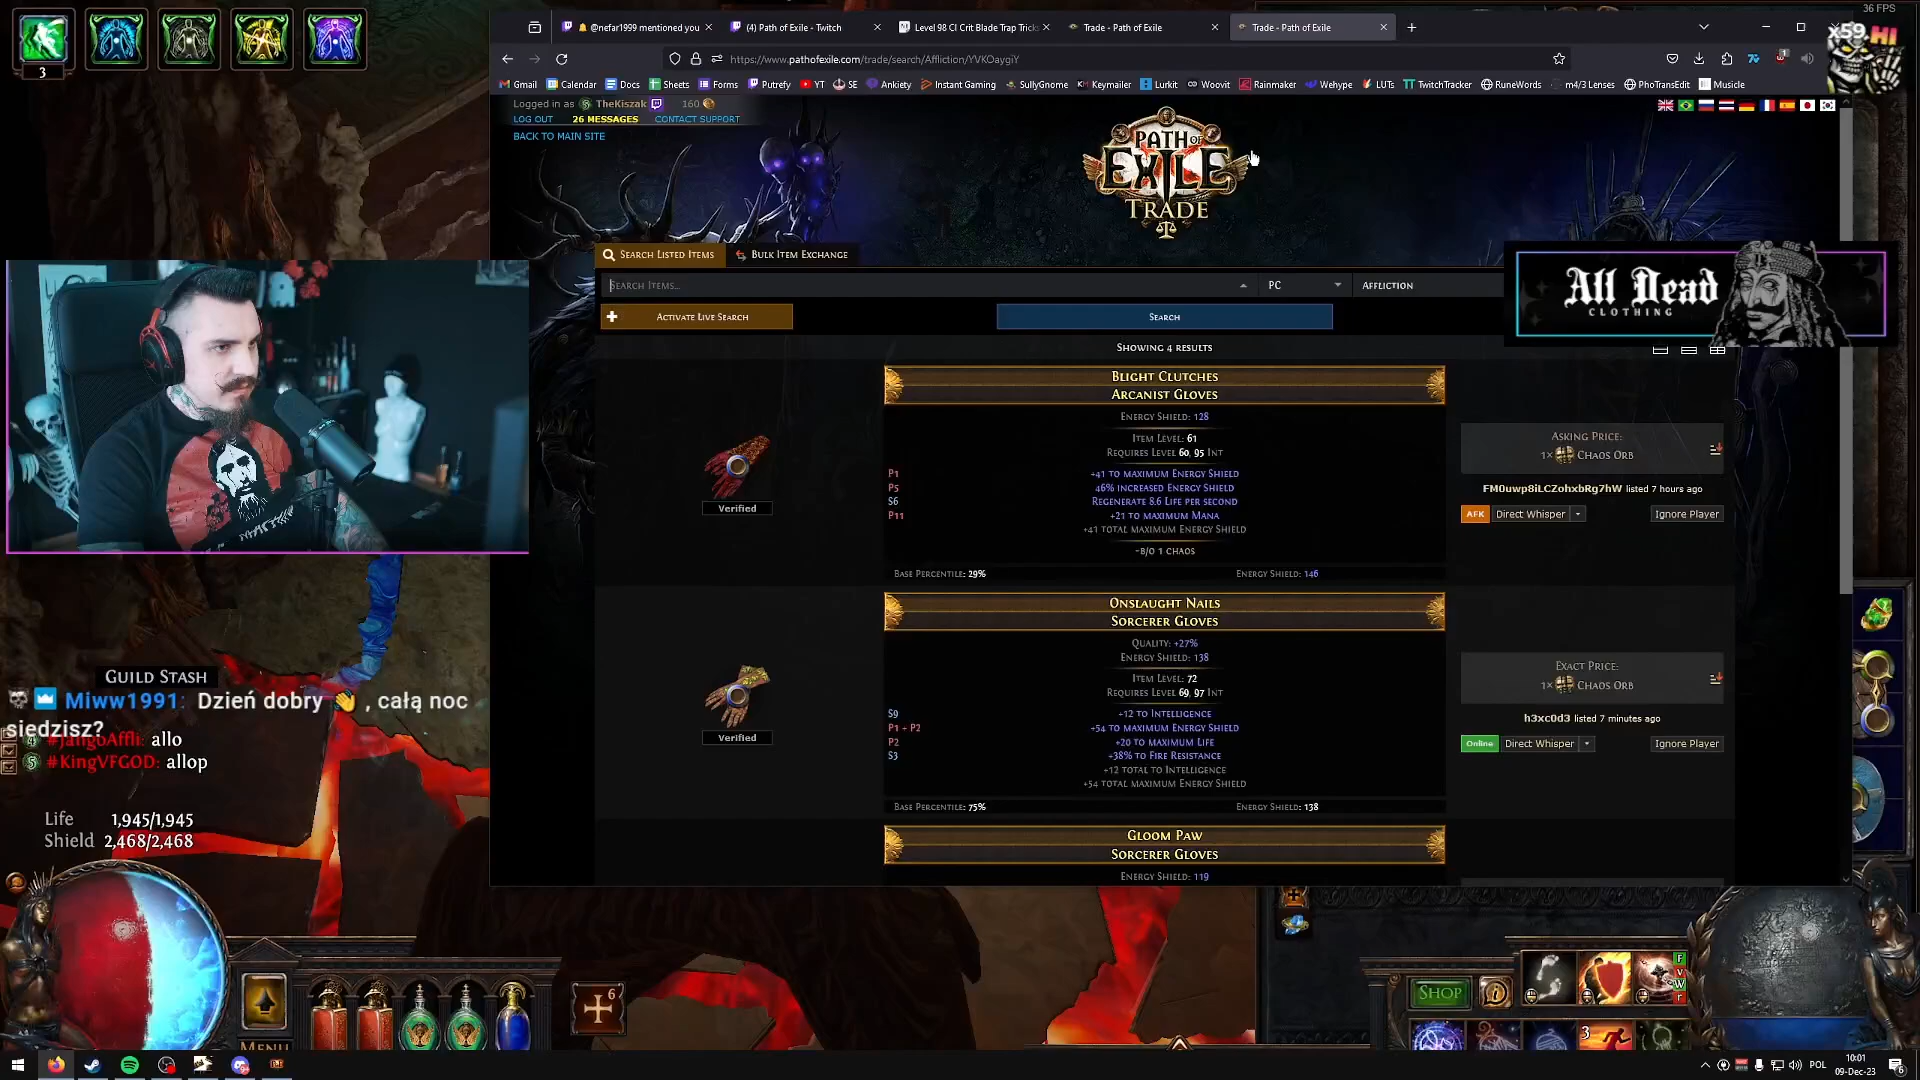 36 FPS
3
@nefar1999 mentioned you
(4) Path of Exile - Twitch
Level 98 CI Crit Blade Trap Tricks
Trade - Path of Exile
Trade - Path of Exile
x59 HI
https://www.pathofexile.com/trade/search/Affliction/YVKOaygiY
Gmail Calendar Docs Sheets Forms Putrefy YT SE Ankiety Instant Gaming SullyGnome Keymailer Lurkit Woovit Rainmaker Wehype LUTs TwitchTracker RuneWords m4/3 Lenses PhoTransEdit Musicle
Logged in as TheKiszak 160
LOG OUT 26 MESSAGES CONTACT SUPPORT
BACK TO MAIN SITE
PATH OF
EXILE
TRADE
Search Listed Items
Bulk Item Exchange
Search Items...
PC
Affliction
Activate Live Search
Search
All Dead
CLOTHING
Showing 4 results
Blight Clutches
Arcanist Gloves
Energy Shield: 128
Item Level: 61
Requires Level 60, 95 Int
P1 +41 to maximum Energy Shield
P5 46% increased Energy Shield
S6 Regenerate 8.6 Life per second
P11 +21 to maximum Mana
+41 total maximum Energy Shield
~b/o 1 chaos
Base Percentile: 29%
Energy Shield: 146
Verified
Asking Price:
1× Chaos Orb
FM0uwp8iLCZohxbRg7hW listed 7 hours ago
AFK Direct Whisper Ignore Player
Onslaught Nails
Sorcerer Gloves
Quality: +27%
Energy Shield: 138
Item Level: 72
Requires Level 69, 97 Int
S9 +12 to Intelligence
P1 + P2 +54 to maximum Energy Shield
P2 +20 to maximum Life
S3 +38% to Fire Resistance
+12 total to Intelligence
+54 total maximum Energy Shield
Base Percentile: 75%
Energy Shield: 138
Verified
Exact Price:
1× Chaos Orb
h3xc0d3 listed 7 minutes ago
Online Direct Whisper Ignore Player
Gloom Paw
Sorcerer Gloves
Energy Shield: 119
Guild Stash
Miww1991: Dzień dobry 👋 , całą noc
siedzisz?
#JangoAffli: allo
#KingVFGOD: allop
Life 1,945/1,945
Shield 2,468/2,468
Menu
6
Shop
F
V
W
r
3
POL
10:01
09-Dec-23
6